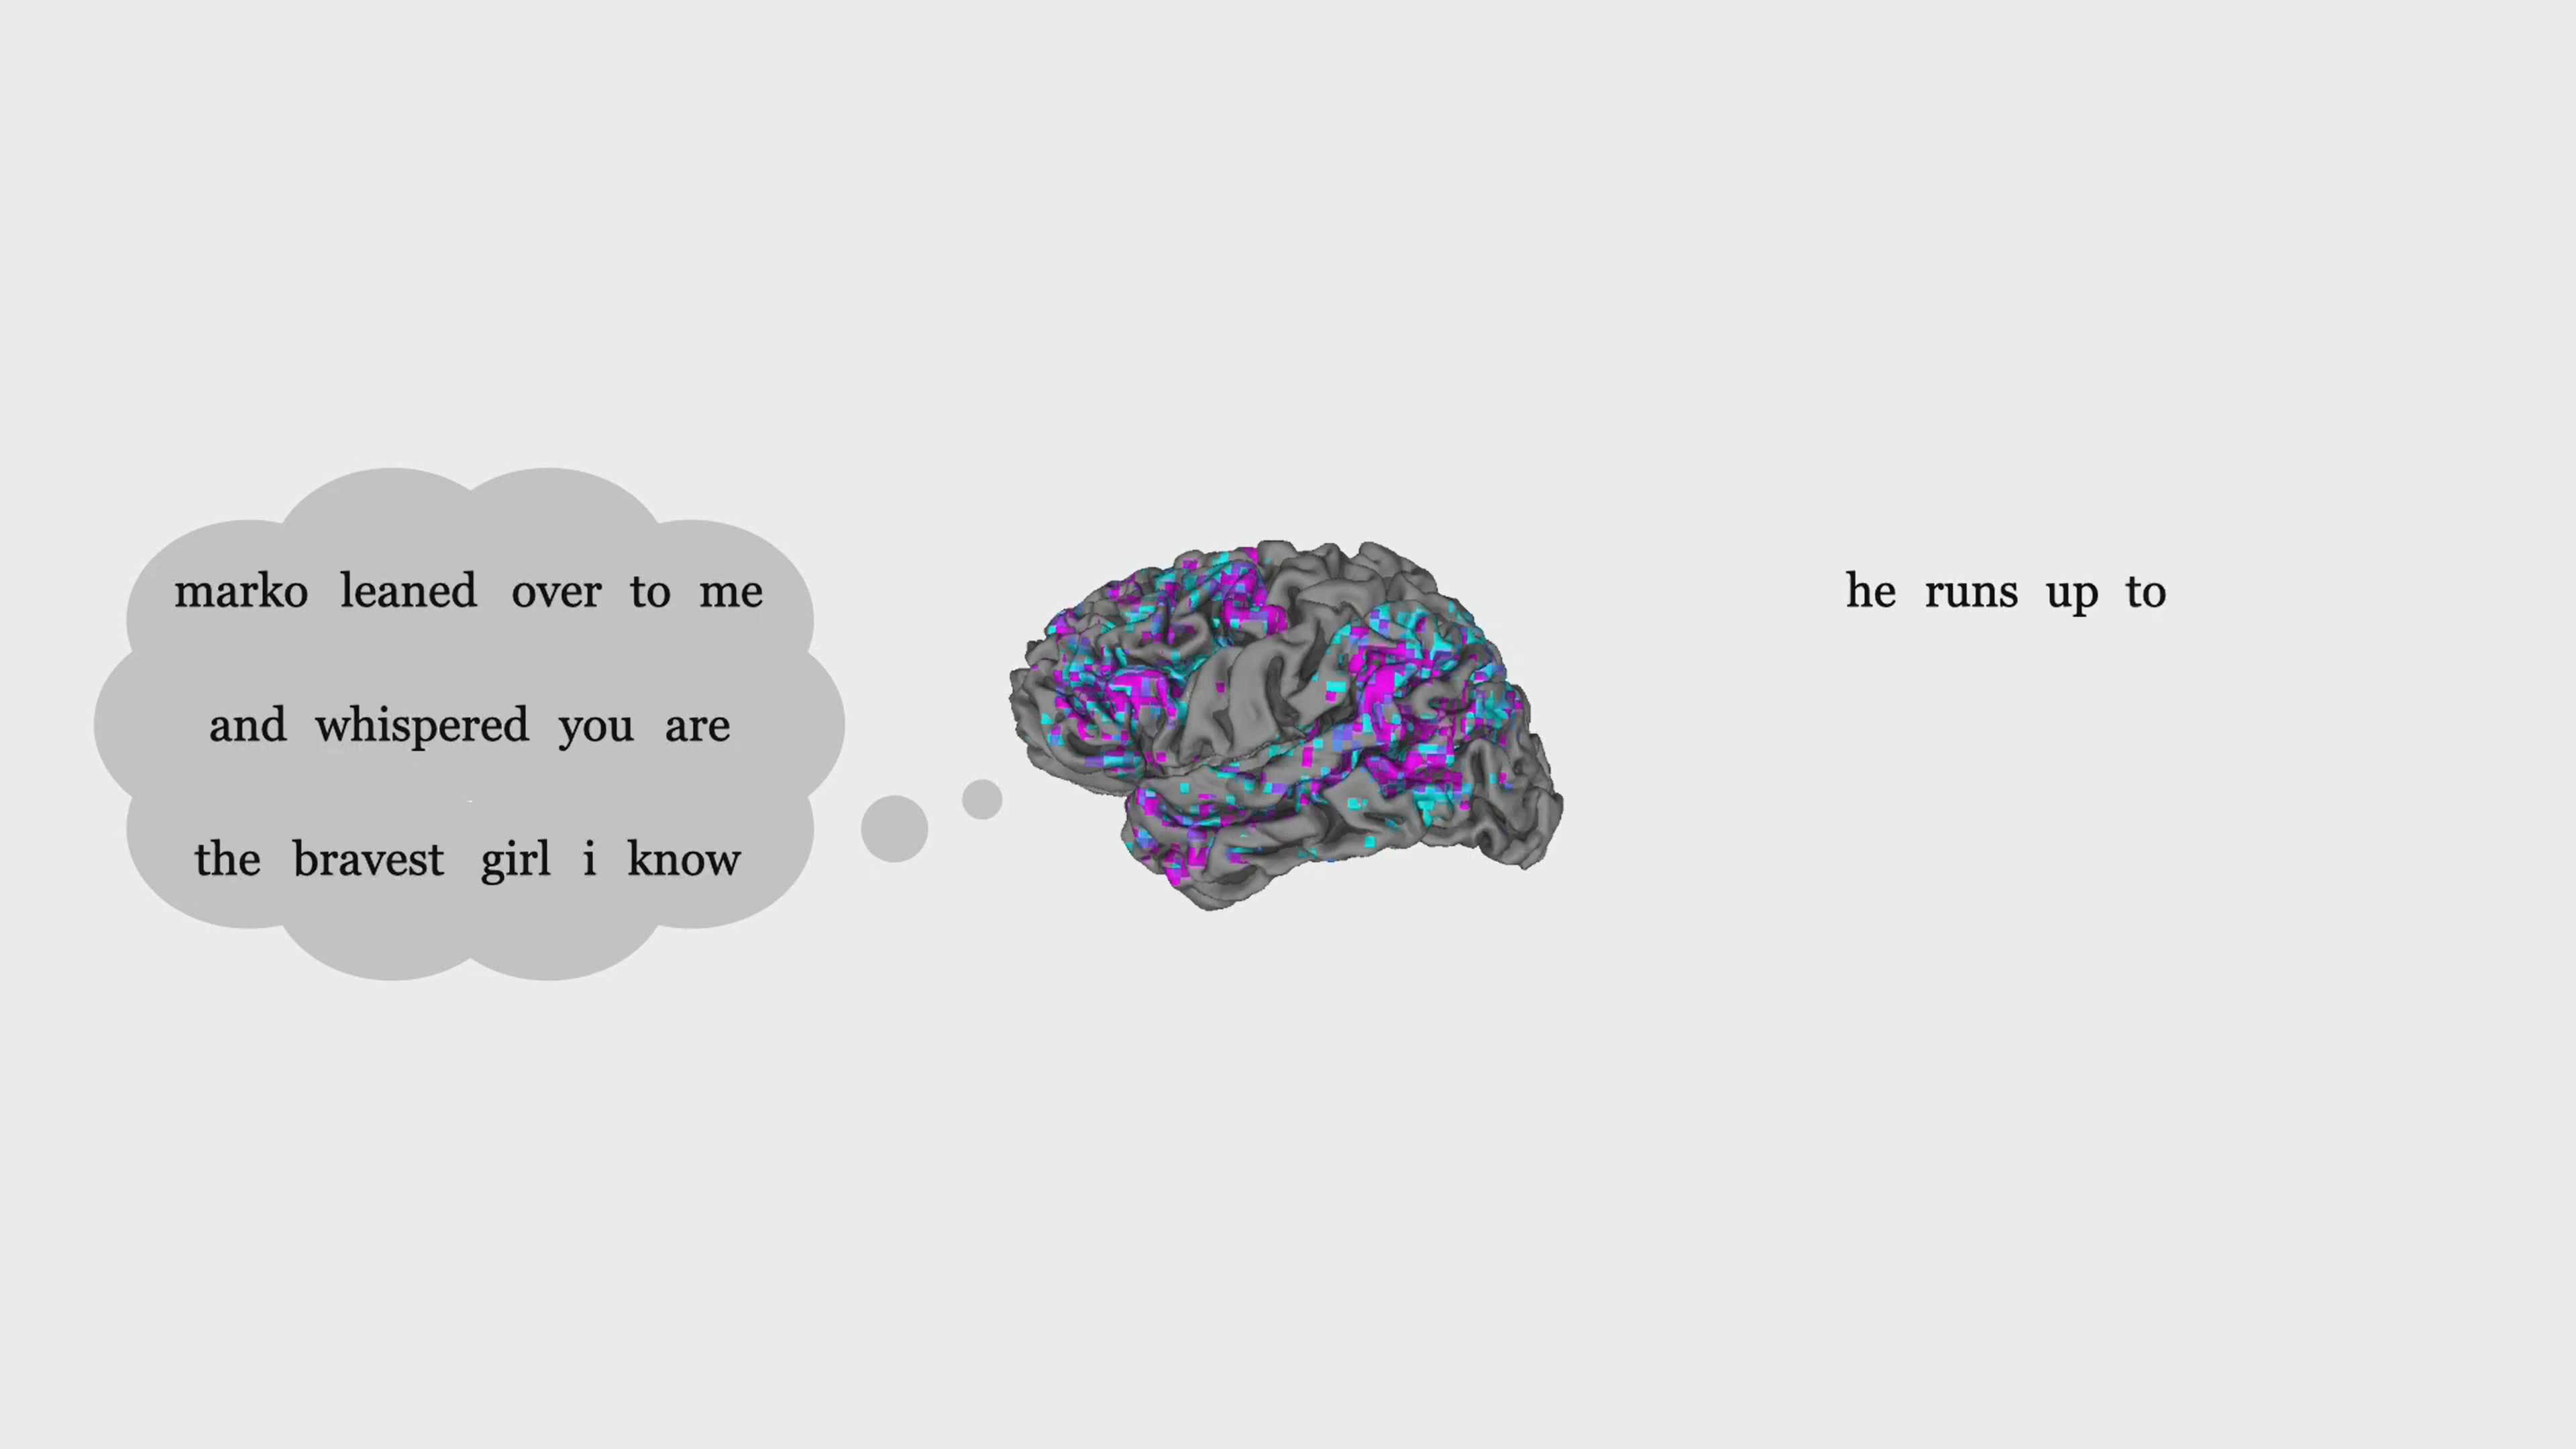 marko leaned over to me
and whispered you are
the bravest girl i know
he runs up to